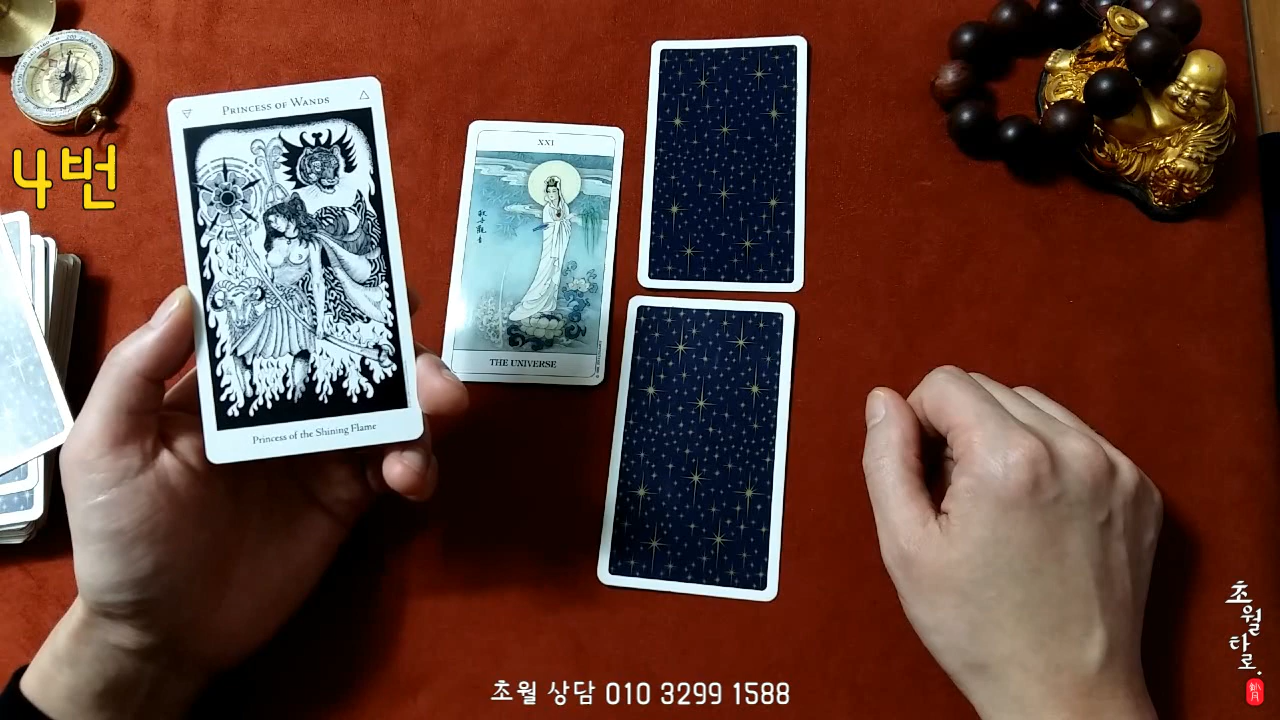 4번
PRINCESS OF WANDS
Princess of the Shining Flame
XXI
THE UNIVERSE
초월 상담 010 3299 1588
초월타로.